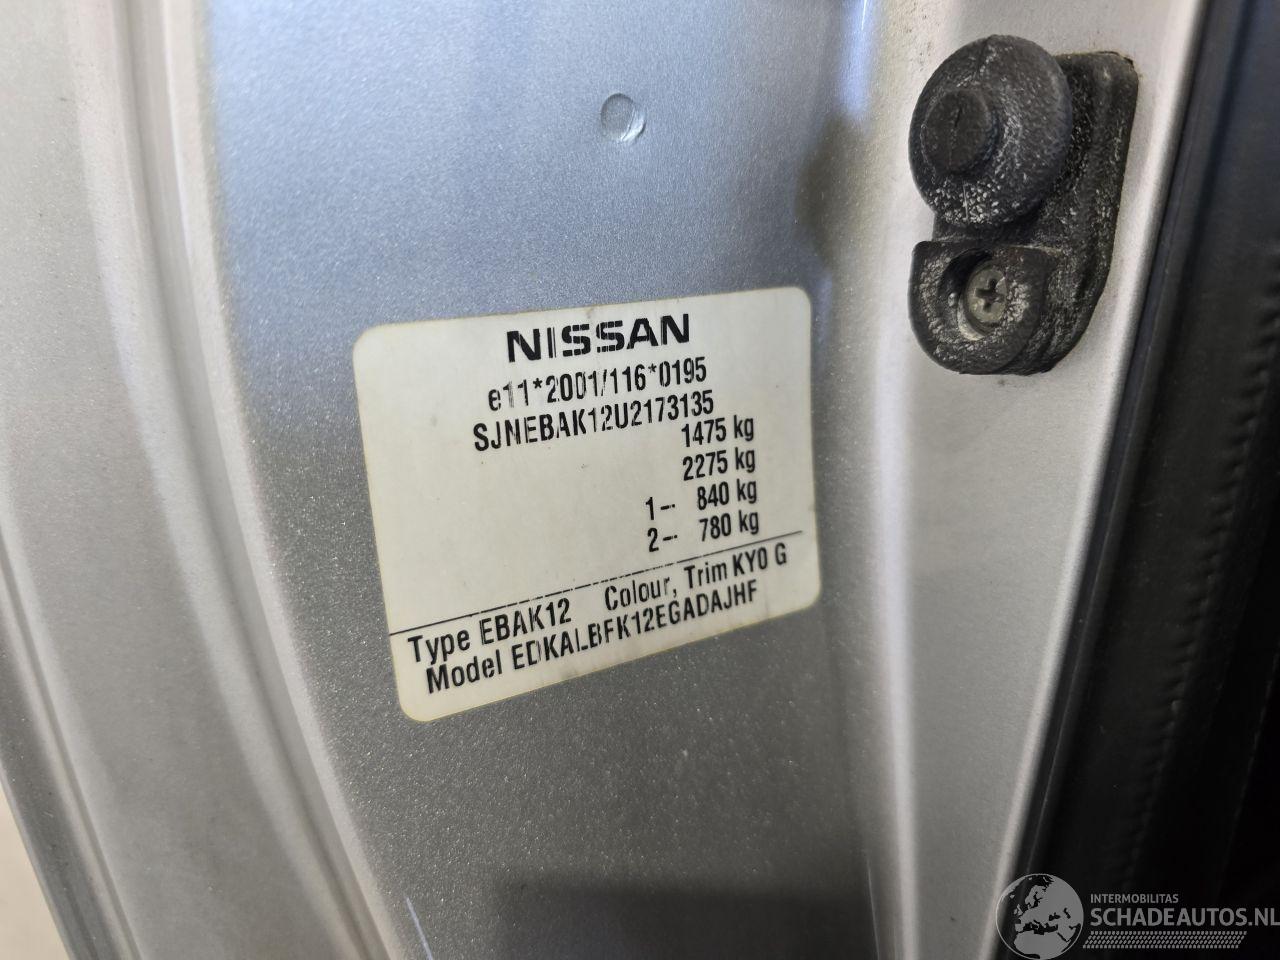 NISSAN
e11*2001/116*0195
SJNEBAK12U2173135
1475 kg
2275 kg
1-- 840 kg
2-- 780 kg
Type EBAK12 Colour, Trim KY0 G
Model EDKALBFK12EGADAJHF
INTERMOBILITAS
SCHADEAUTOS.NL